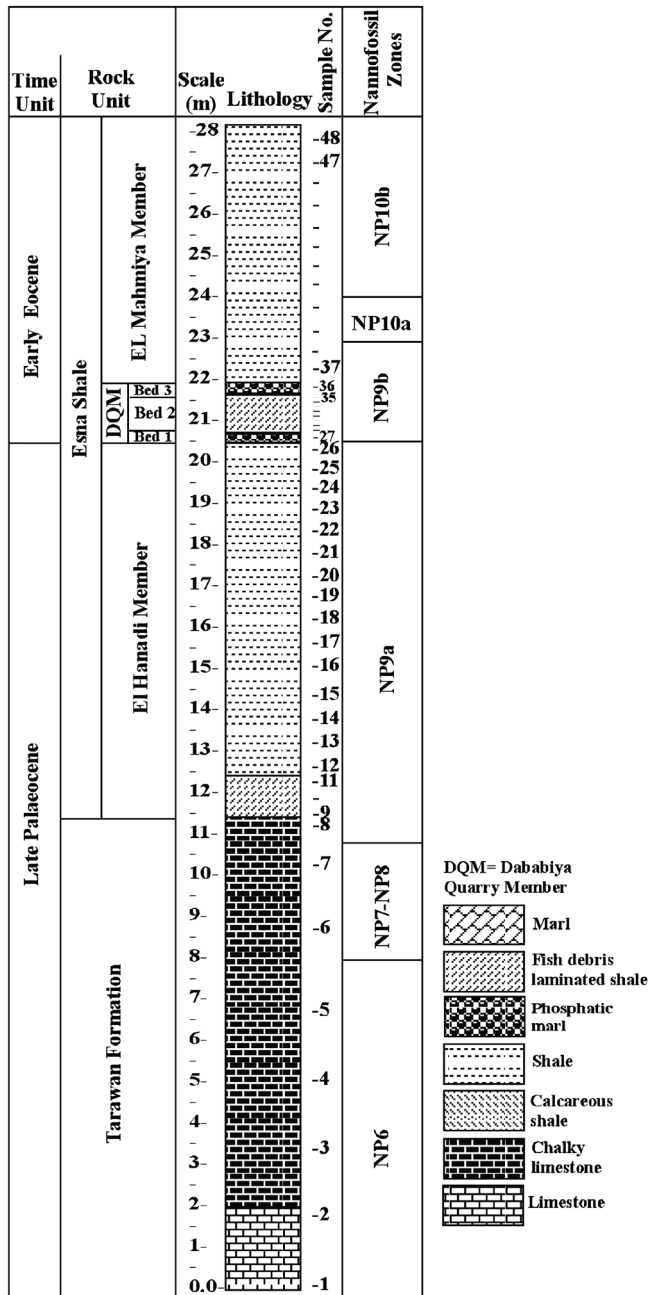 Time
Unit
Rock
Unit
Scale
(m)
Lithology
Sample No.
Nannofossil
Zones
Early Eocene
Late Palaeocene
Esna Shale
EL Mahmiya Member
DQM
Bed 3
Bed 2
Bed 1
El Hanadi Member
Tarawan Formation
-28
27-
26-
25-
24-
23-
22-
21-
20-
19-
18-
17-
16-
15-
14-
13-
12-
11-
10-
9-
8-
7-
6-
5-
4-
3-
2-
1-
0.0-
-48
-47
-37
-36
-35
-27
-26
-25
-24
-23
-22
-21
-20
-19
-18
-17
-16
-15
-14
-13
-12
-11
-9
-8
-7
-6
-5
-4
-3
-2
-1
NP10b
NP10a
NP9b
NP9a
NP7-NP8
NP6
DQM= Dababiya
Quarry Member
Marl
Fish debris
laminated shale
Phosphatic
marl
Shale
Calcareous
shale
Chalky
limestone
Limestone